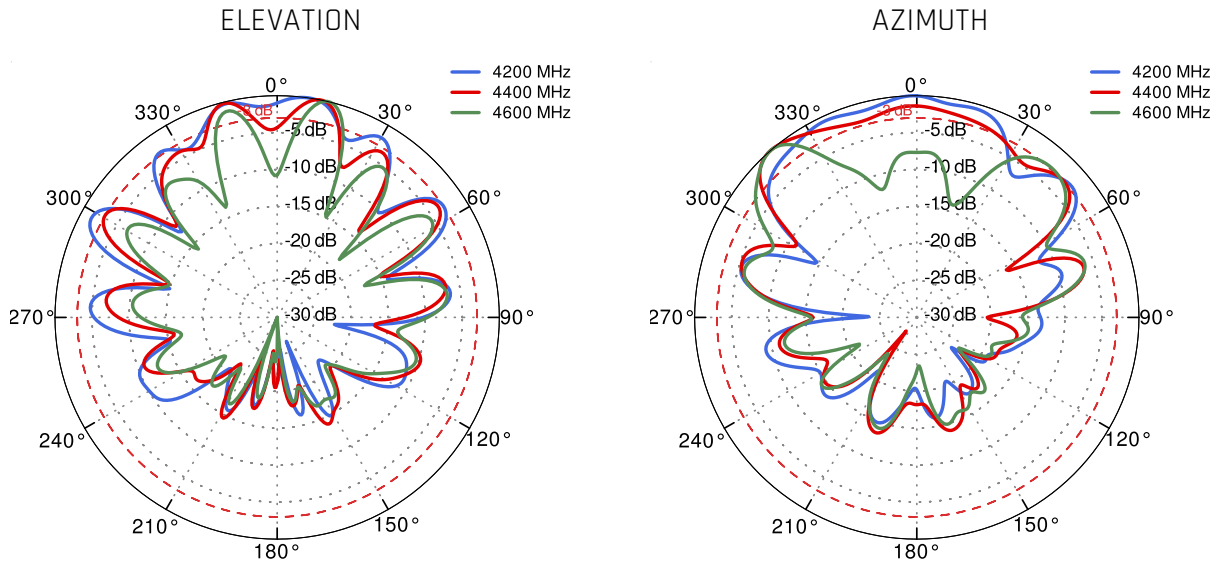 ELEVATION
4200 MHz
4400 MHz
4600 MHz
0°
330°
30°
-3 dB
-5 dB
-10 dB
300°
60°
-15 dB
-20 dB
-25 dB
270°
-30 dB
90°
240°
120°
210°
150°
180°
AZIMUTH
4200 MHz
4400 MHz
4600 MHz
0°
330°
30°
-3 dB
-5 dB
-10 dB
300°
60°
-15 dB
-20 dB
-25 dB
270°
-30 dB
90°
240°
120°
210°
150°
180°